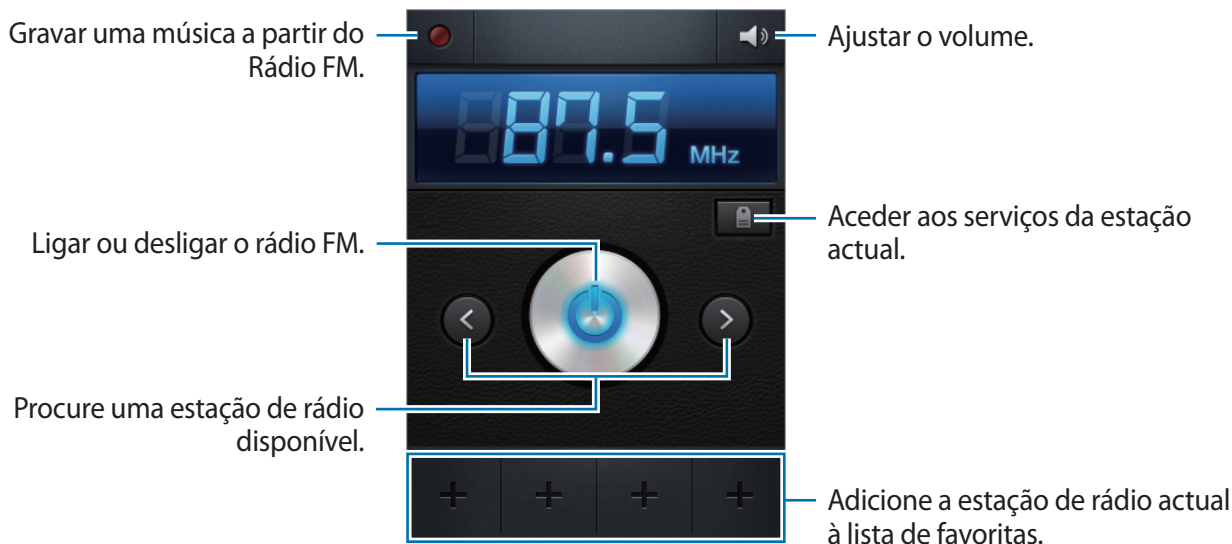 Gravar uma música a partir do
Rádio FM.
Ajustar o volume.
87.5 MHz
Aceder aos serviços da estação
actual.
Ligar ou desligar o rádio FM.
Procure uma estação de rádio
disponível.
Adicione a estação de rádio actual
à lista de favoritas.